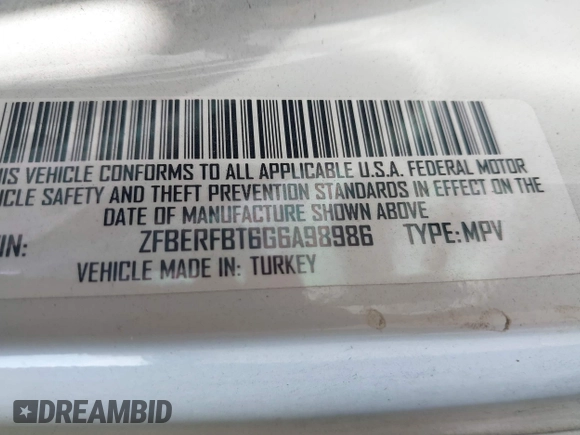 HIS VEHICLE CONFORMS TO ALL APPLICABLE U.S.A. FEDERAL MOTOR
ICLE SAFETY AND THEFT PREVENTION STANDARDS IN EFFECT ON THE
DATE OF MANUFACTURE SHOWN ABOVE
IN: ZFBERFBT6G6A98986 TYPE: MPV
VEHICLE MADE IN: TURKEY
DREAMBID